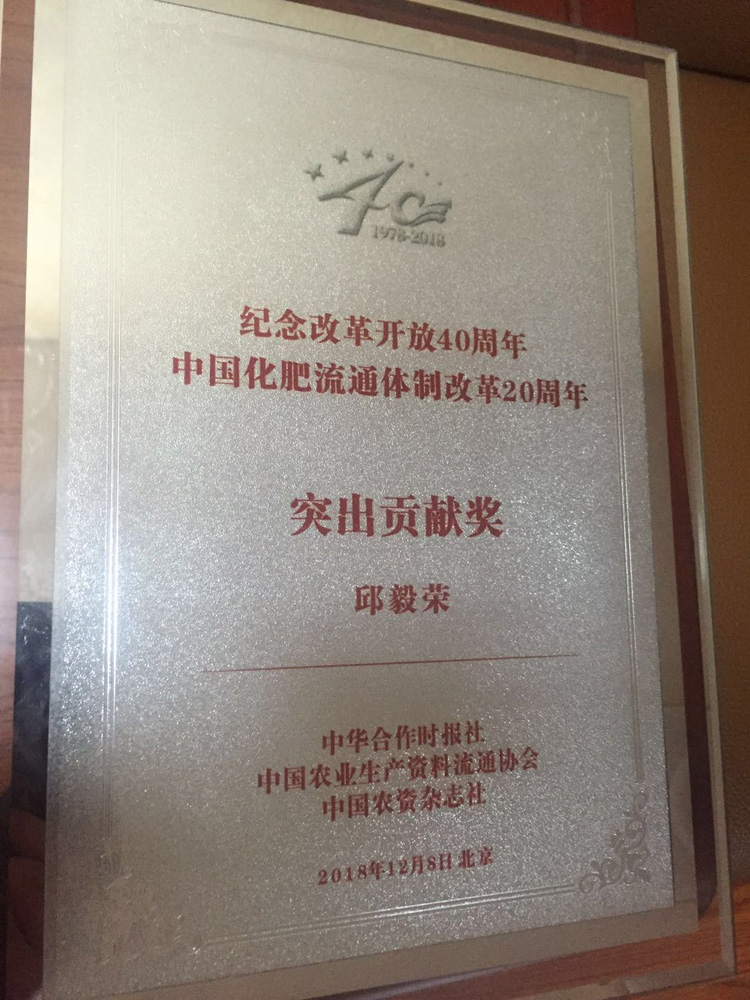 40
1978-2018
纪念改革开放40周年
中国化肥流通体制改革20周年
突出贡献奖
邱毅荣
中华合作时报社
中国农业生产资料流通协会
中国农资杂志社
2018年12月8日 北京